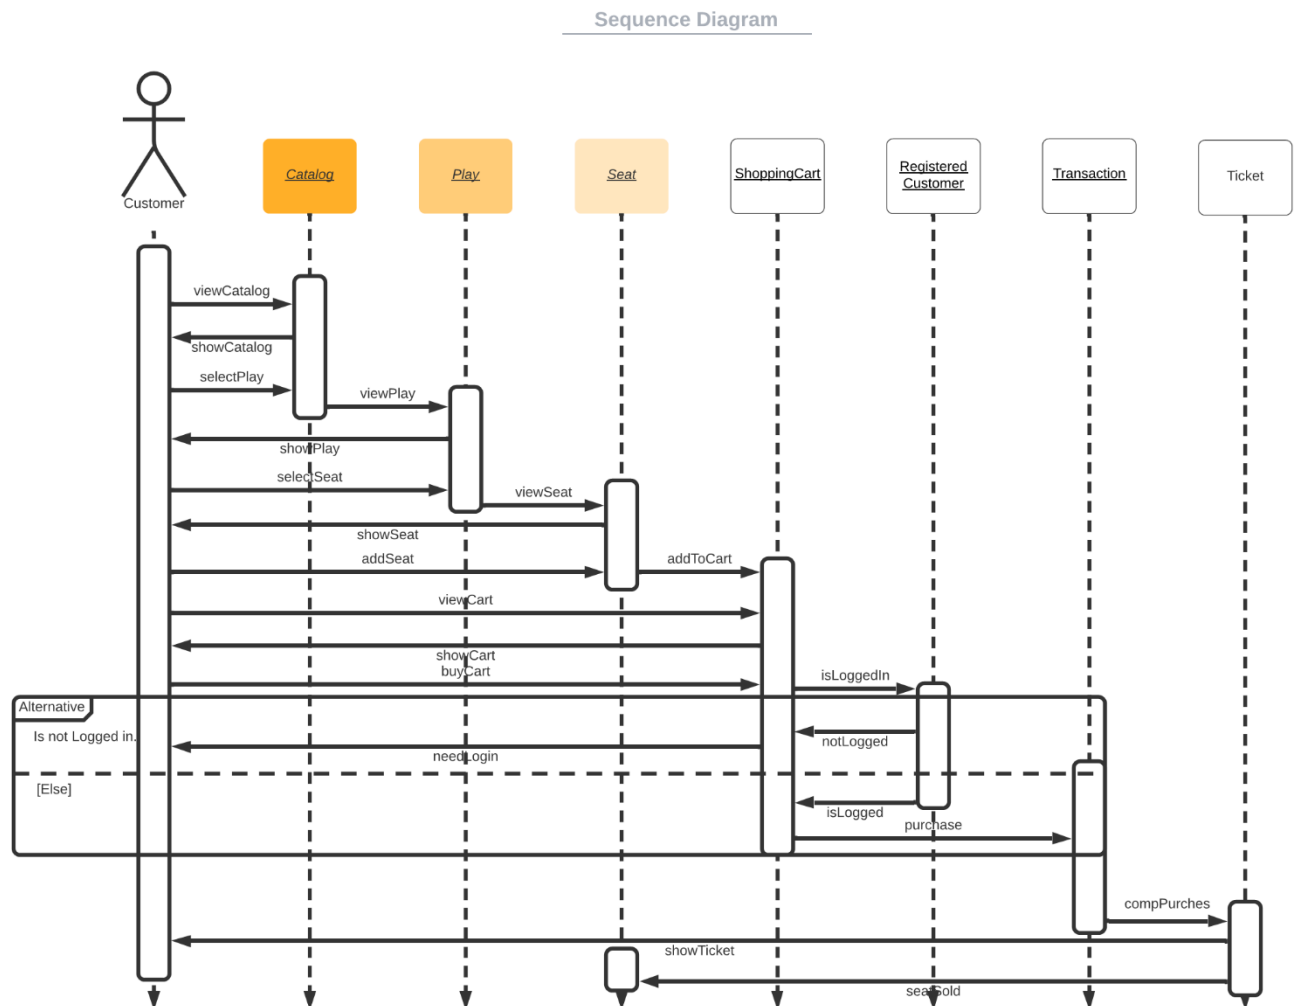 Sequence Diagram
Customer
Catalog
Play
Seat
ShoppingCart
Registered
Customer
Transaction
Ticket
viewCatalog
showCatalog
selectPlay
viewPlay
showPlay
selectSeat
viewSeat
showSeat
addSeat
addToCart
viewCart
showCart
buyCart
isLoggedIn
Alternative
Is not Logged in.
notLogged
needLogin
[Else]
isLogged
purchase
compPurches
showTicket
seatSold